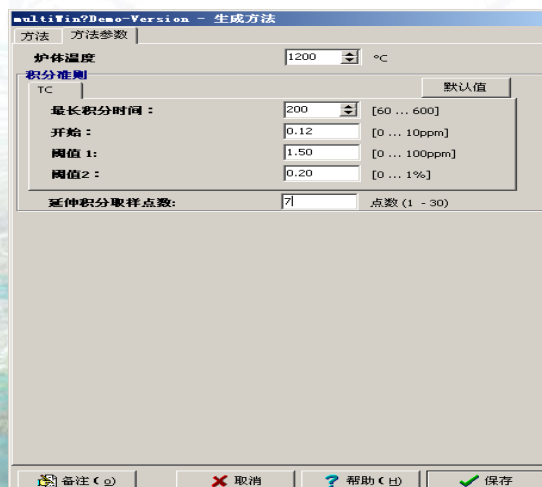 multiWin?Demo-Version - 生成方法
方法 方法参数
炉体温度 1200 °C
积分准则
TC 默认值
最长积分时间： 200 [60 ... 600]
开始： 0.12 [0 ... 10ppm]
阈值 1: 1.50 [0 ... 100ppm]
阈值2： 0.20 [0 ... 1%]
延伸积分取样点数: 7 点数 (1 - 30)
备注(O) 取消 ? 帮助(H) 保存